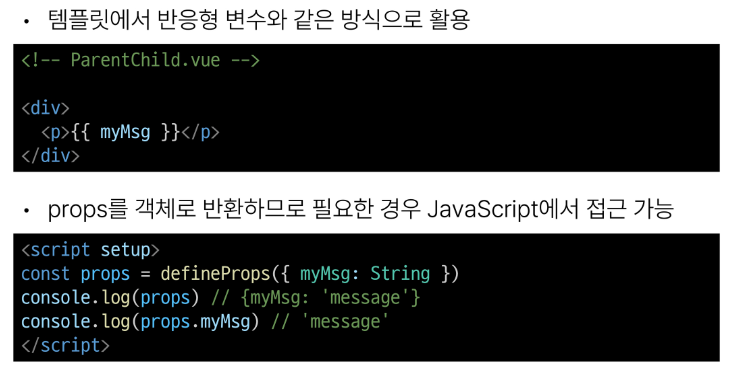 • 템플릿에서 반응형 변수와 같은 방식으로 활용
<!-- ParentChild.vue -->
<div>
  <p>{{ myMsg }}</p>
</div>
• props를 객체로 반환하므로 필요한 경우 JavaScript에서 접근 가능
<script setup>
const props = defineProps({ myMsg: String })
console.log(props) // {myMsg: 'message'}
console.log(props.myMsg) // 'message'
</script>